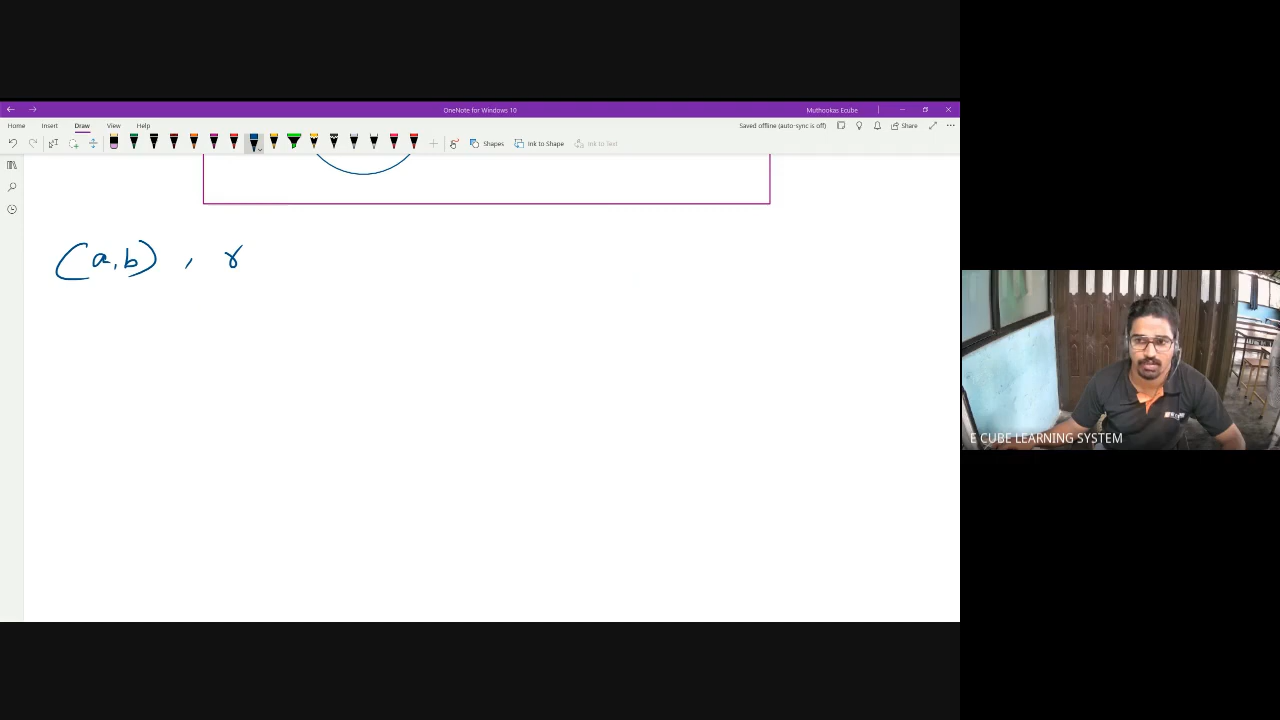 OneNote for Windows 10
Muthookas Ecube
Home Insert Draw View Help
Saved offline (auto-sync is off)
Share
Shapes
Ink to Shape
Ink to Text
(a,b) , r
E CUBE LEARNING SYSTEM